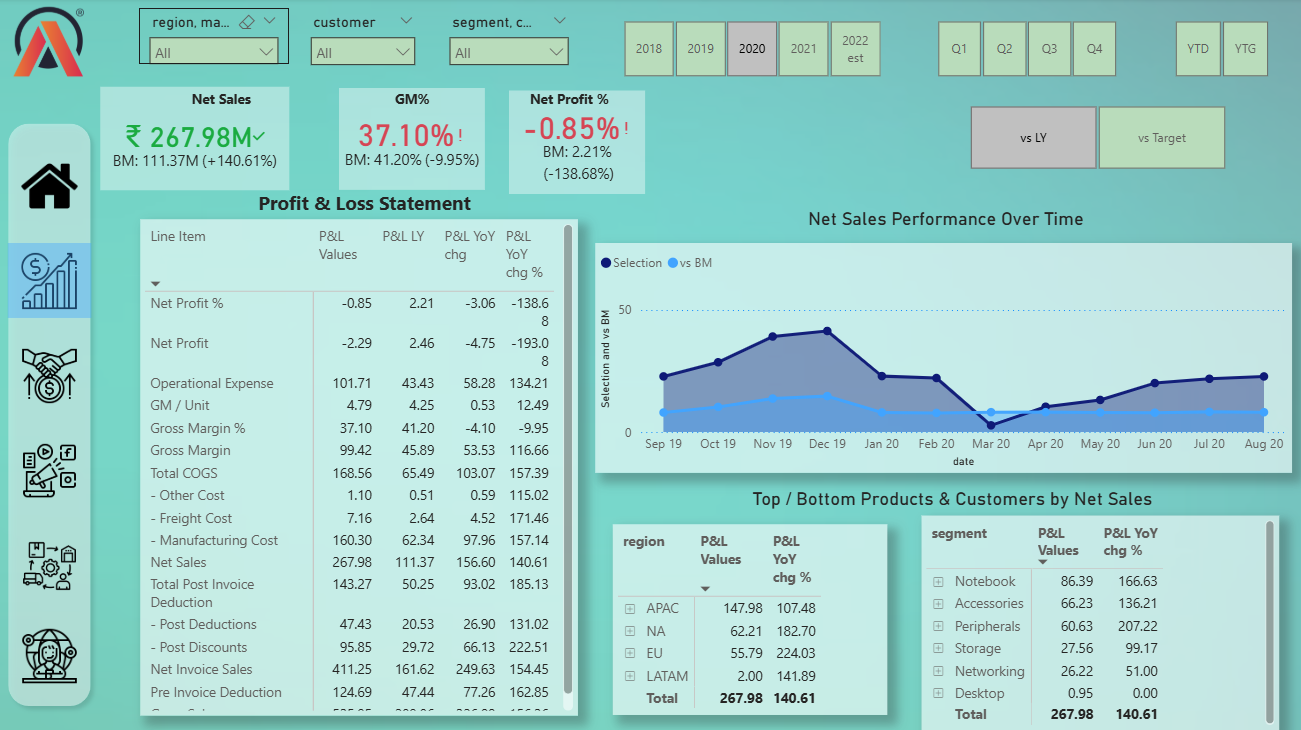 region, ma...
customer
segment, c...
All
All
All
2018
2019
2020
2021
2022
est
Q1
Q2
Q3
Q4
YTD
YTG
Net Sales
₹ 267.98M
BM: 111.37M (+140.61%)
GM%
37.10%!
BM: 41.20% (-9.95%)
Net Profit %
-0.85%!
BM: 2.21%
(-138.68%)
vs LY
vs Target
Profit & Loss Statement
Line Item P&L Values P&L LY P&L YoY chg P&L YoY chg %
Net Profit % -0.85 2.21 -3.06 -138.68
Net Profit -2.29 2.46 -4.75 -193.08
Operational Expense 101.71 43.43 58.28 134.21
GM / Unit 4.79 4.25 0.53 12.49
Gross Margin % 37.10 41.20 -4.10 -9.95
Gross Margin 99.42 45.89 53.53 116.66
Total COGS 168.56 65.49 103.07 157.39
- Other Cost 1.10 0.51 0.59 115.02
- Freight Cost 7.16 2.64 4.52 171.46
- Manufacturing Cost 160.30 62.34 97.96 157.14
Net Sales 267.98 111.37 156.60 140.61
Total Post Invoice Deduction 143.27 50.25 93.02 185.13
- Post Deductions 47.43 20.53 26.90 131.02
- Post Discounts 95.85 29.72 66.13 222.51
Net Invoice Sales 411.25 161.62 249.63 154.45
Pre Invoice Deduction 124.69 47.44 77.26 162.85
Net Sales Performance Over Time
Selection vs BM
Selection and vs BM
50
0
Sep 19 Oct 19 Nov 19 Dec 19 Jan 20 Feb 20 Mar 20 Apr 20 May 20 Jun 20 Jul 20 Aug 20
date
Top / Bottom Products & Customers by Net Sales
region P&L Values P&L YoY chg %
APAC 147.98 107.48
NA 62.21 182.70
EU 55.79 224.03
LATAM 2.00 141.89
Total 267.98 140.61
segment P&L Values P&L YoY chg %
Notebook 86.39 166.63
Accessories 66.23 136.21
Peripherals 60.63 207.22
Storage 27.56 99.17
Networking 26.22 51.00
Desktop 0.95 0.00
Total 267.98 140.61